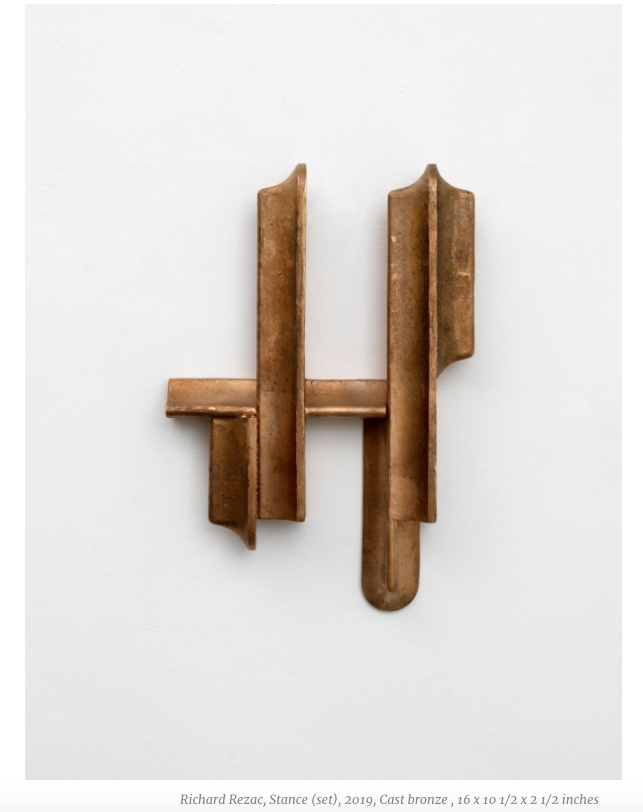 Richard Rezac, Stance (set), 2019, Cast bronze , 16 x 10 1/2 x 2 1/2 inches